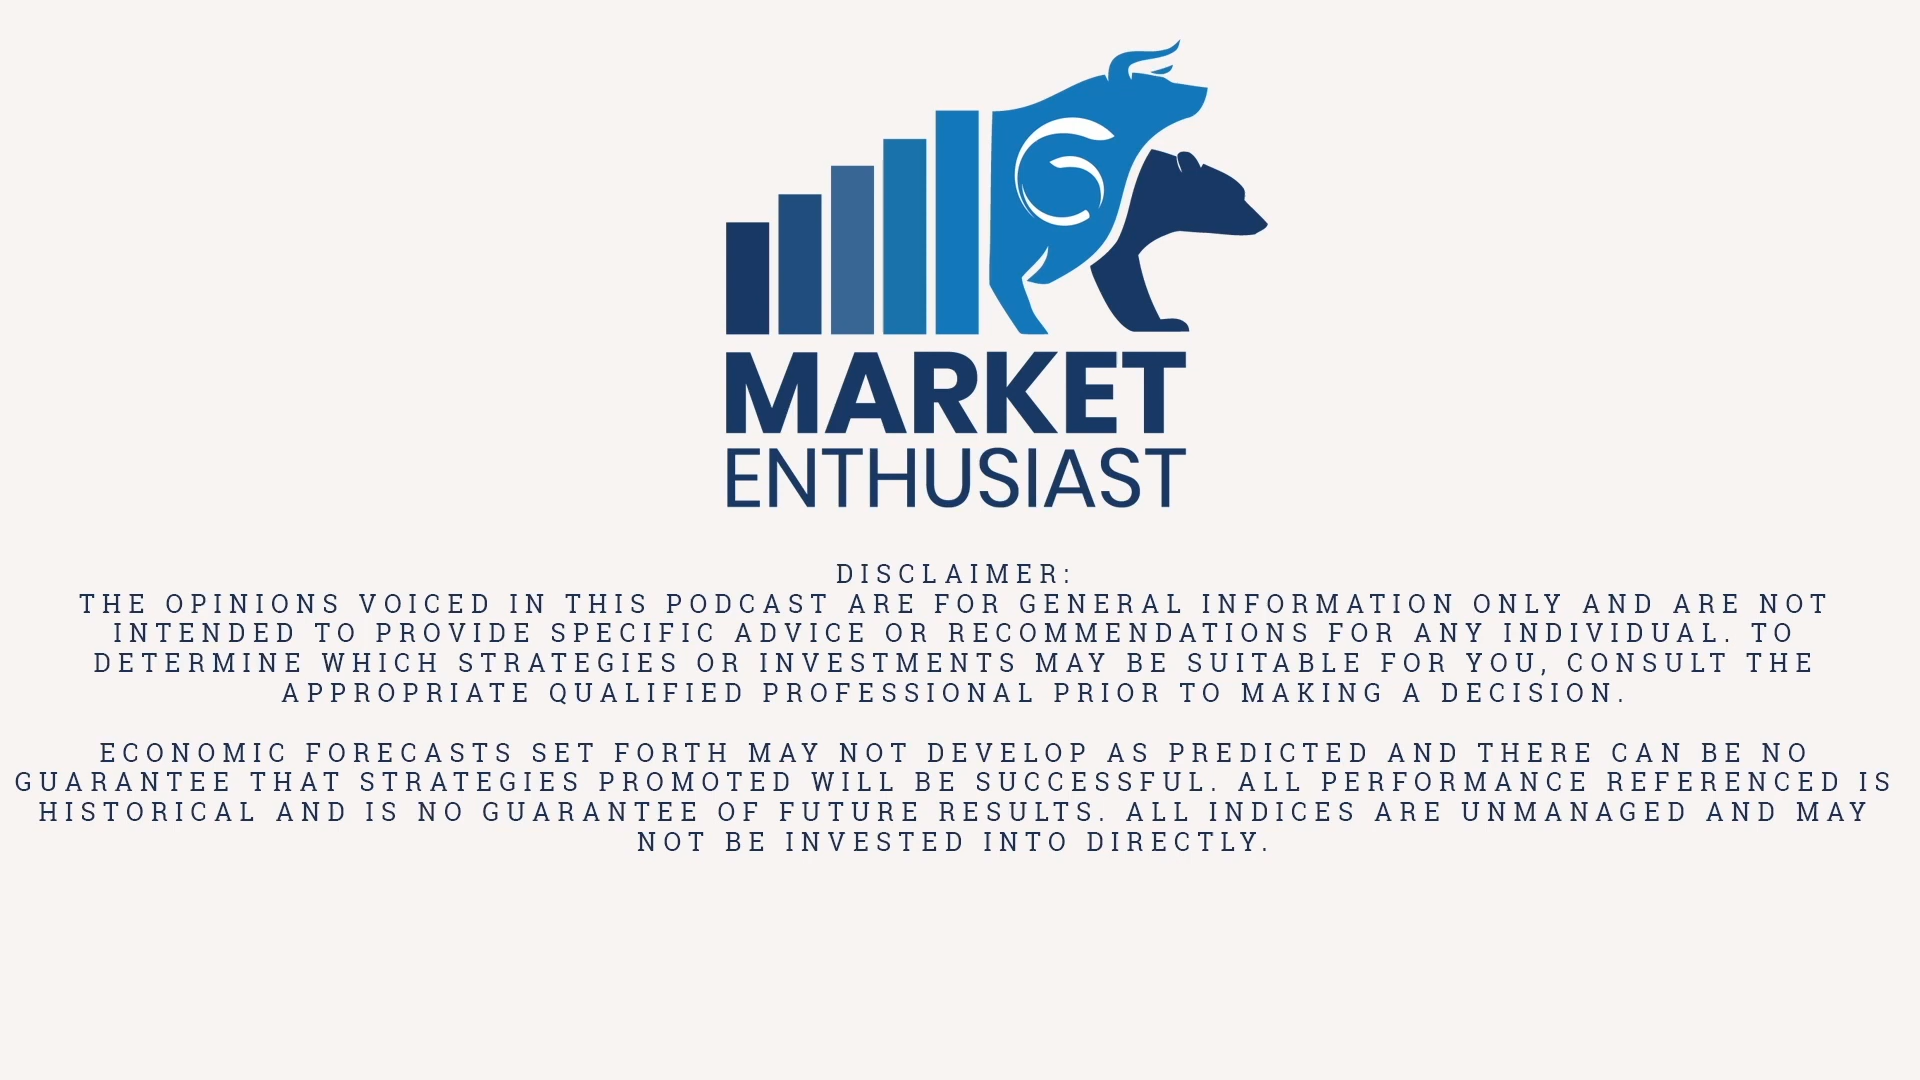 MARKET
ENTHUSIAST
DISCLAIMER:
THE OPINIONS VOICED IN THIS PODCAST ARE FOR GENERAL INFORMATION ONLY AND ARE NOT
INTENDED TO PROVIDE SPECIFIC ADVICE OR RECOMMENDATIONS FOR ANY INDIVIDUAL. TO
DETERMINE WHICH STRATEGIES OR INVESTMENTS MAY BE SUITABLE FOR YOU, CONSULT THE
APPROPRIATE QUALIFIED PROFESSIONAL PRIOR TO MAKING A DECISION.
ECONOMIC FORECASTS SET FORTH MAY NOT DEVELOP AS PREDICTED AND THERE CAN BE NO
GUARANTEE THAT STRATEGIES PROMOTED WILL BE SUCCESSFUL. ALL PERFORMANCE REFERENCED IS
HISTORICAL AND IS NO GUARANTEE OF FUTURE RESULTS. ALL INDICES ARE UNMANAGED AND MAY
NOT BE INVESTED INTO DIRECTLY.